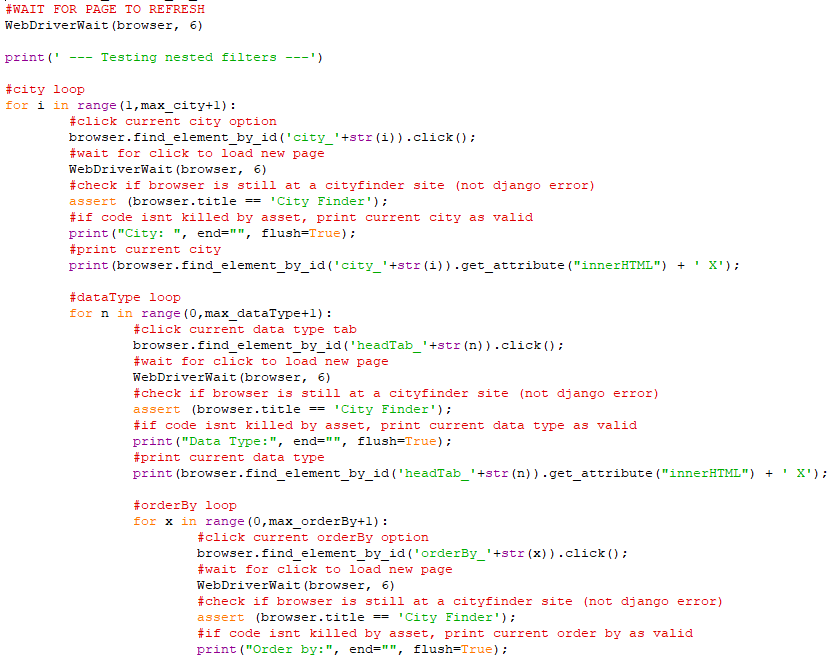 #WAIT FOR PAGE TO REFRESH
WebDriverWait(browser, 6)
print(' --- Testing nested filters ---')
#city loop
for i in range(1,max_city+1):
#click current city option
browser.find_element_by_id('city_'+str(i)).click();
#wait for click to load new page
WebDriverWait(browser, 6)
#check if browser is still at a cityfinder site (not django error)
assert (browser.title == 'City Finder');
#if code isnt killed by asset, print current city as valid
print("City: ", end="", flush=True);
#print current city
print(browser.find_element_by_id('city_'+str(i)).get_attribute("innerHTML") + ' X');
#dataType loop
for n in range(0,max_dataType+1):
#click current data type tab
browser.find_element_by_id('headTab_'+str(n)).click();
#wait for click to load new page
WebDriverWait(browser, 6)
#check if browser is still at a cityfinder site (not django error)
assert (browser.title == 'City Finder');
#if code isnt killed by asset, print current data type as valid
print("Data Type:", end="", flush=True);
#print current data type
print(browser.find_element_by_id('headTab_'+str(n)).get_attribute("innerHTML") + ' X');
#orderBy loop
for x in range(0,max_orderBy+1):
#click current orderBy option
browser.find_element_by_id('orderBy_'+str(x)).click();
#wait for click to load new page
WebDriverWait(browser, 6)
#check if browser is still at a cityfinder site (not django error)
assert (browser.title == 'City Finder');
#if code isnt killed by asset, print current order by as valid
print("Order by:", end="", flush=True);